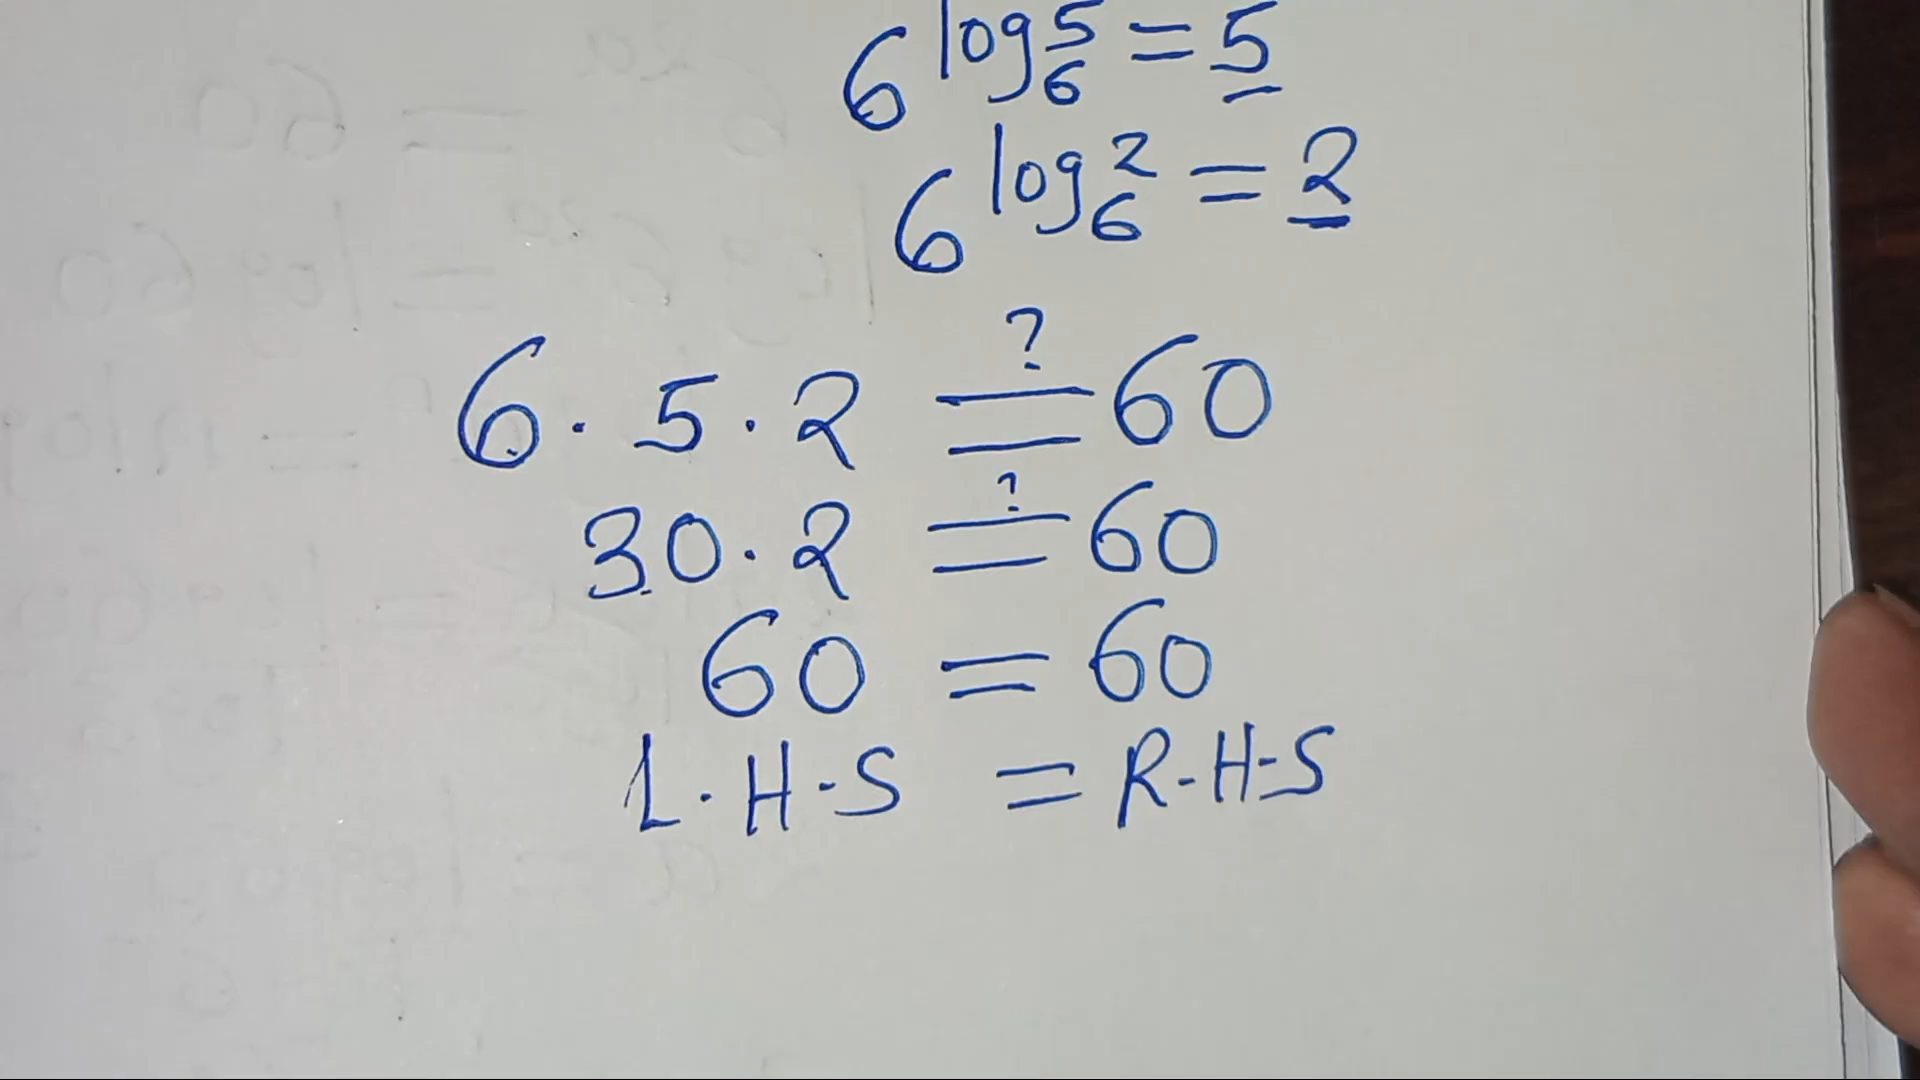 6^log_6 5 = 5
6^log_6 2 = 2
6 · 5 · 2 =? 60
30 · 2 =? 60
60 = 60
L·H·S = R·H·S